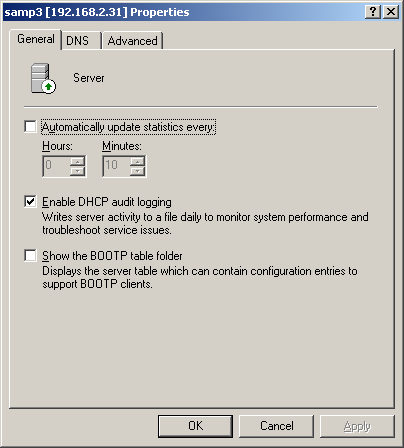 samp3 [192.168.2.31] Properties
General DNS Advanced
Server
Automatically update statistics every:
Hours: Minutes:
0 10
Enable DHCP audit logging
Writes server activity to a file daily to monitor system performance and
troubleshoot service issues.
Show the BOOTP table folder
Displays the server table which can contain configuration entries to
support BOOTP clients.
OK Cancel Apply